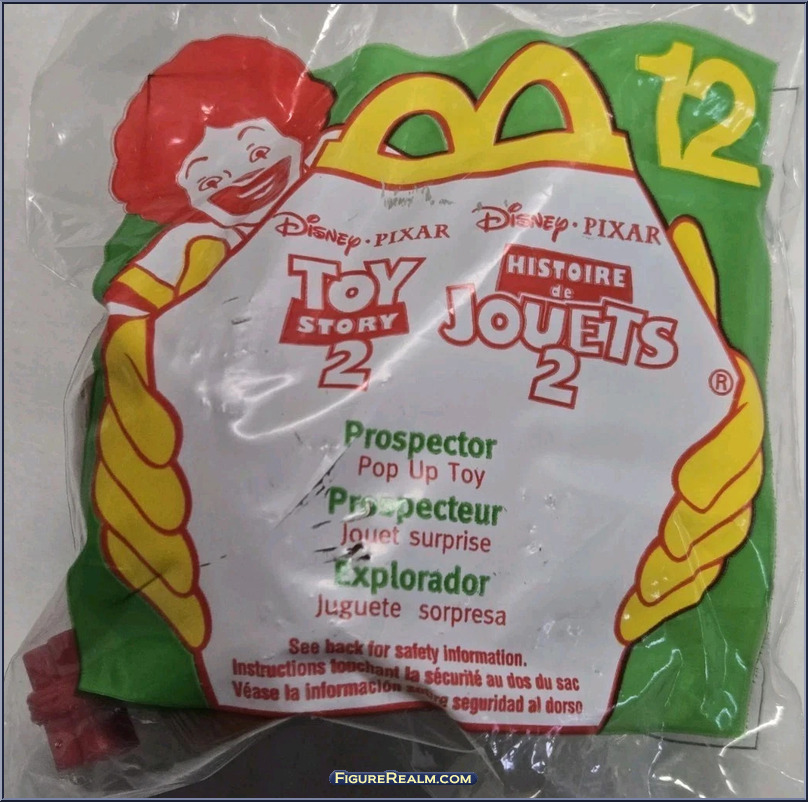 12
Disney · PIXAR
TOY
STORY
2
Disney · PIXAR
HISTOIRE
de
JOUETS
2
®
Prospector
Pop Up Toy
Prospecteur
Jouet surprise
Explorador
Juguete sorpresa
See back for safety information.
Instructions touchant la sécurité au dos du sac
Véase la información sobre seguridad al dorso
FIGUREREALM.COM